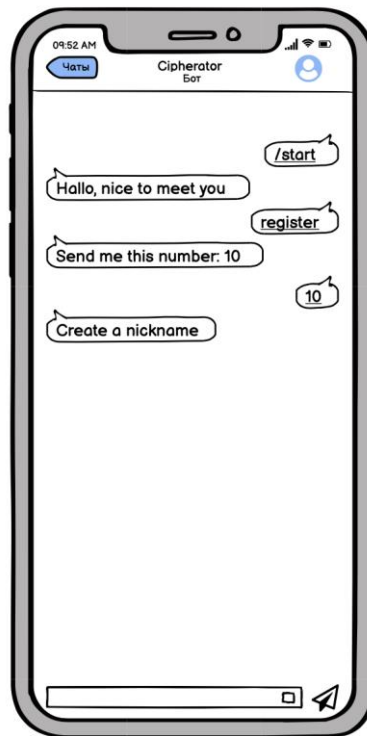 09:52 AM
Чаты
Cipherator
Бот
/start
Hallo, nice to meet you
register
Send me this number: 10
10
Create a nickname